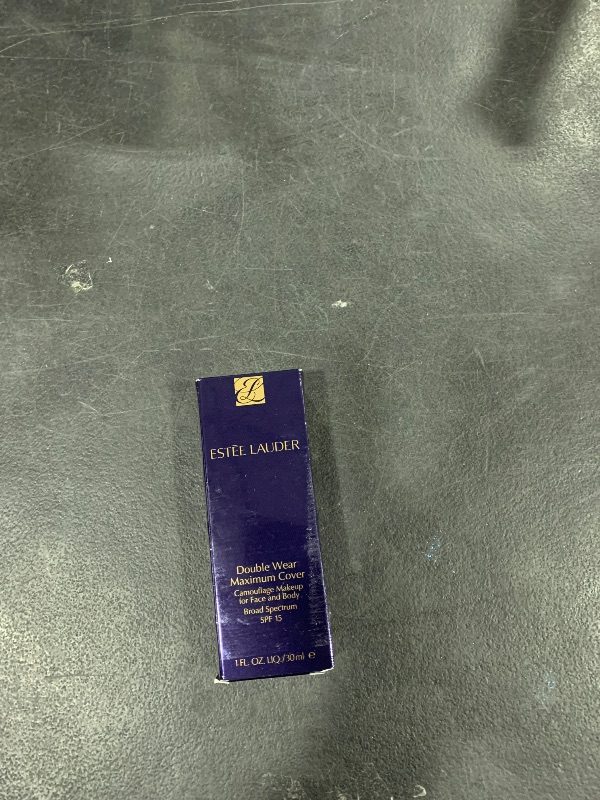 ESTĒE LAUDER
Double Wear
Maximum Cover
Camouflage Makeup
for Face and Body
Broad Spectrum
SPF 15
1 FL. OZ. LIQ./30 ml ℮